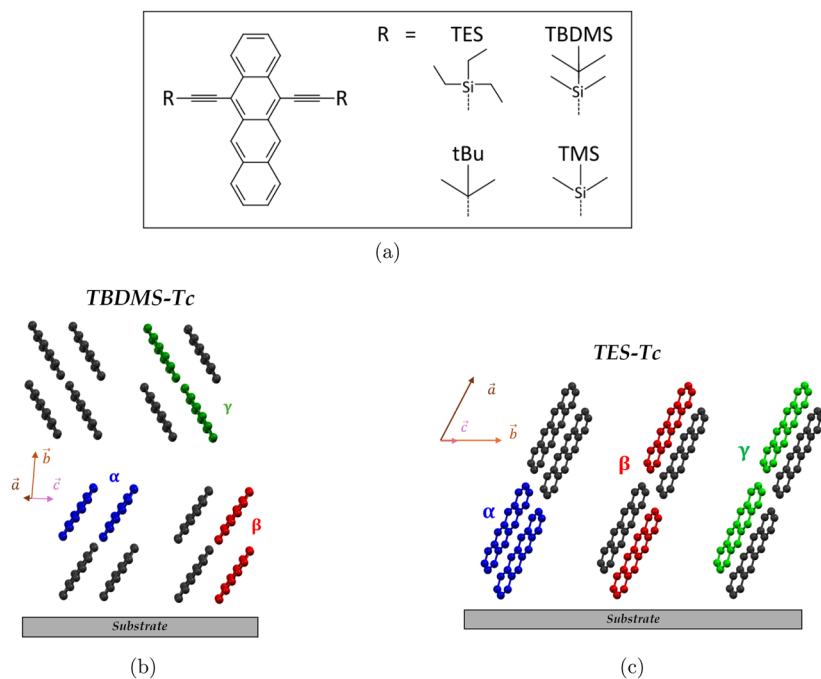 R = TES TBDMS
Si Si
R R
tBu TMS
Si
(a)
TBDMS-Tc
γ
b⃗
a⃗ c⃗
α
β
Substrate
(b)
TES-Tc
a⃗
c⃗ b⃗
α
β
γ
Substrate
(c)